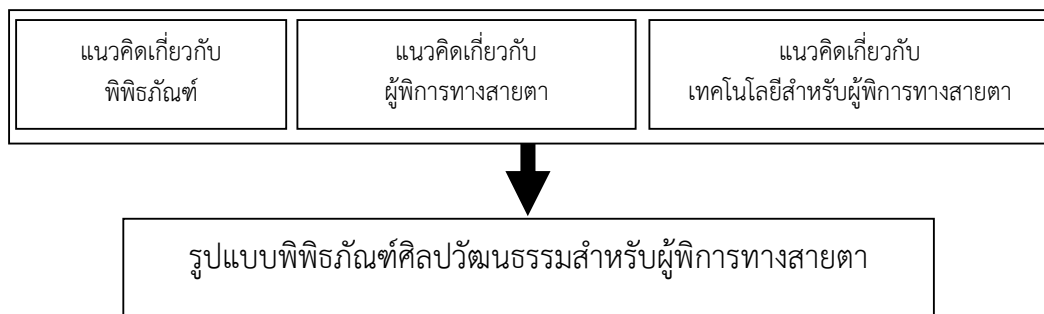 แนวคิดเกี่ยวกับ
พิพิธภัณฑ์
แนวคิดเกี่ยวกับ
ผู้พิการทางสายตา
แนวคิดเกี่ยวกับ
เทคโนโลยีสำหรับผู้พิการทางสายตา
รูปแบบพิพิธภัณฑ์ศิลปวัฒนธรรมสำหรับผู้พิการทางสายตา